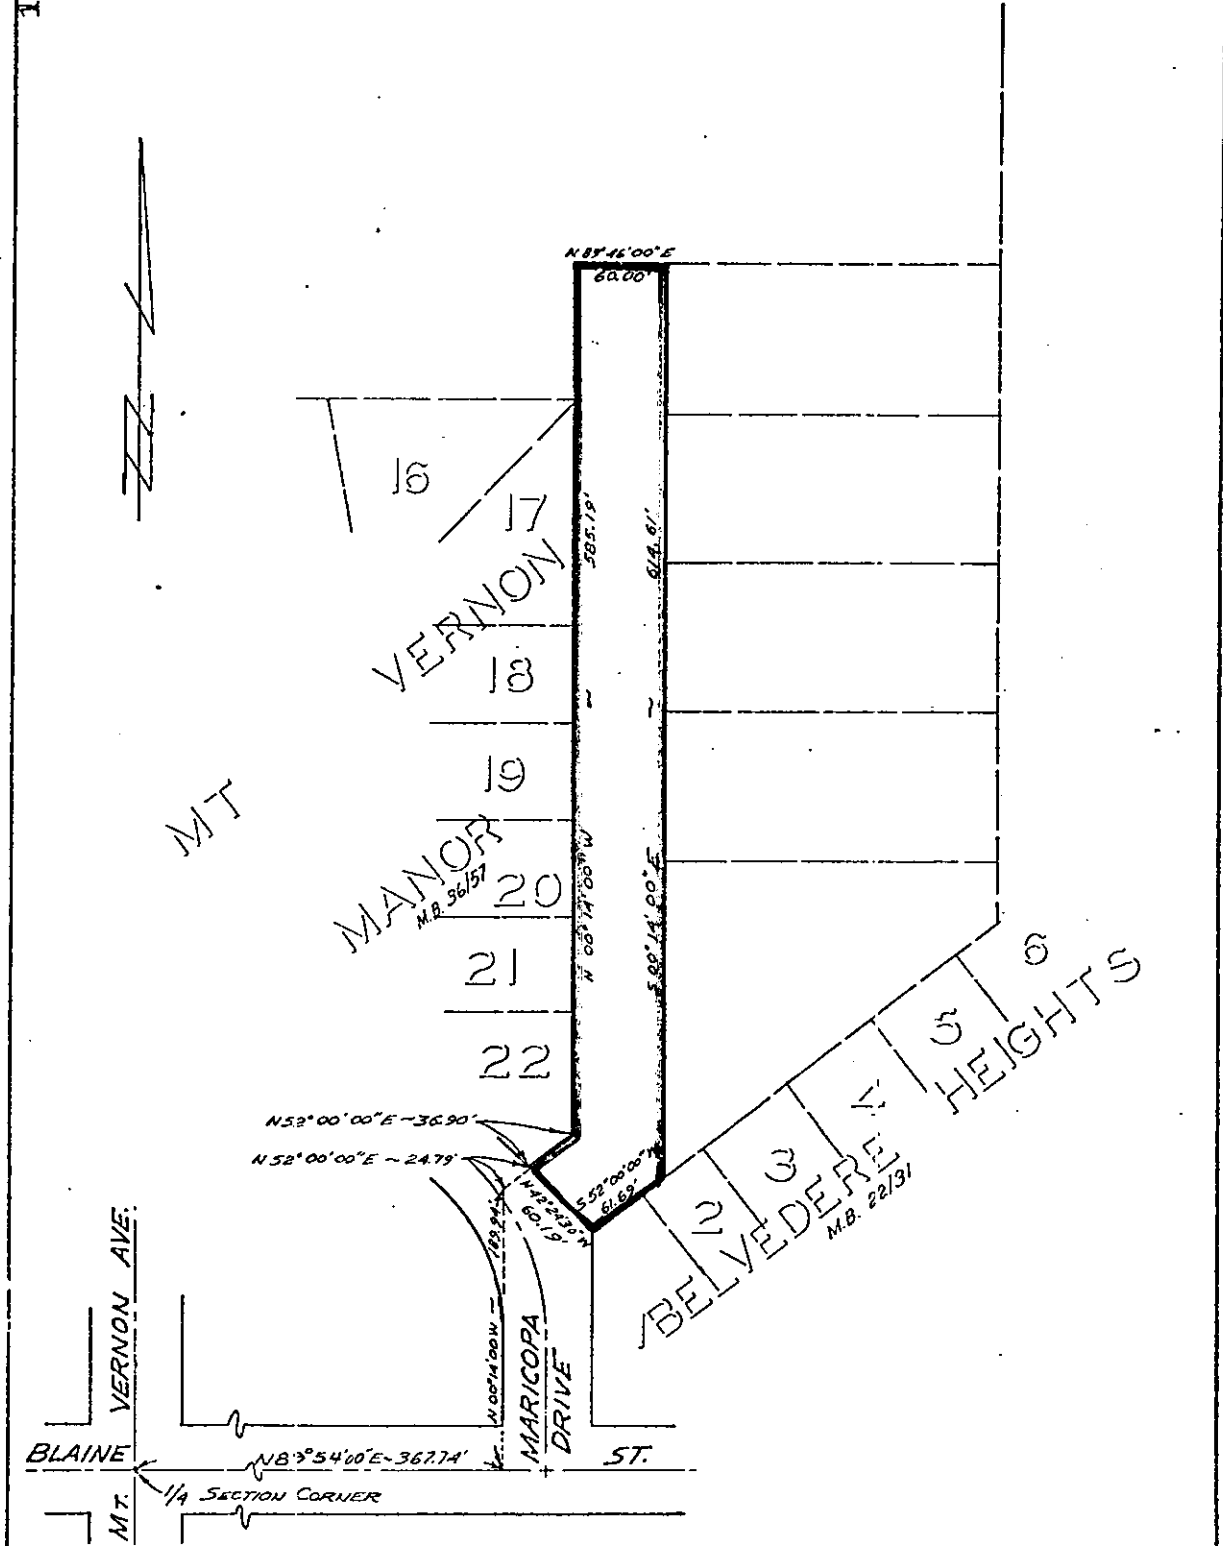 N 89° 46' 00" E
60.00'
16
17
585.19'
614.61'
VERNON
18
19
MT
MANOR
M.B. 36/57
20
N 00° 14' 00" W
S 00° 14' 00" E
21
6
5
HEIGHTS
22
4
N 52° 00' 00" E ~ 36.90'
N 52° 00' 00" E ~ 24.79'
3
S 52° 00' 00" W
61.69'
N 42° 24' 30" W
60.19'
2
BELVEDERE
M.B. 22/31
189.94'
N 00° 14' 00" W ~
MT. VERNON AVE.
MARICOPA
DRIVE
BLAINE
54' 00" E ~ 367.74'
ST.
1/4 SECTION CORNER